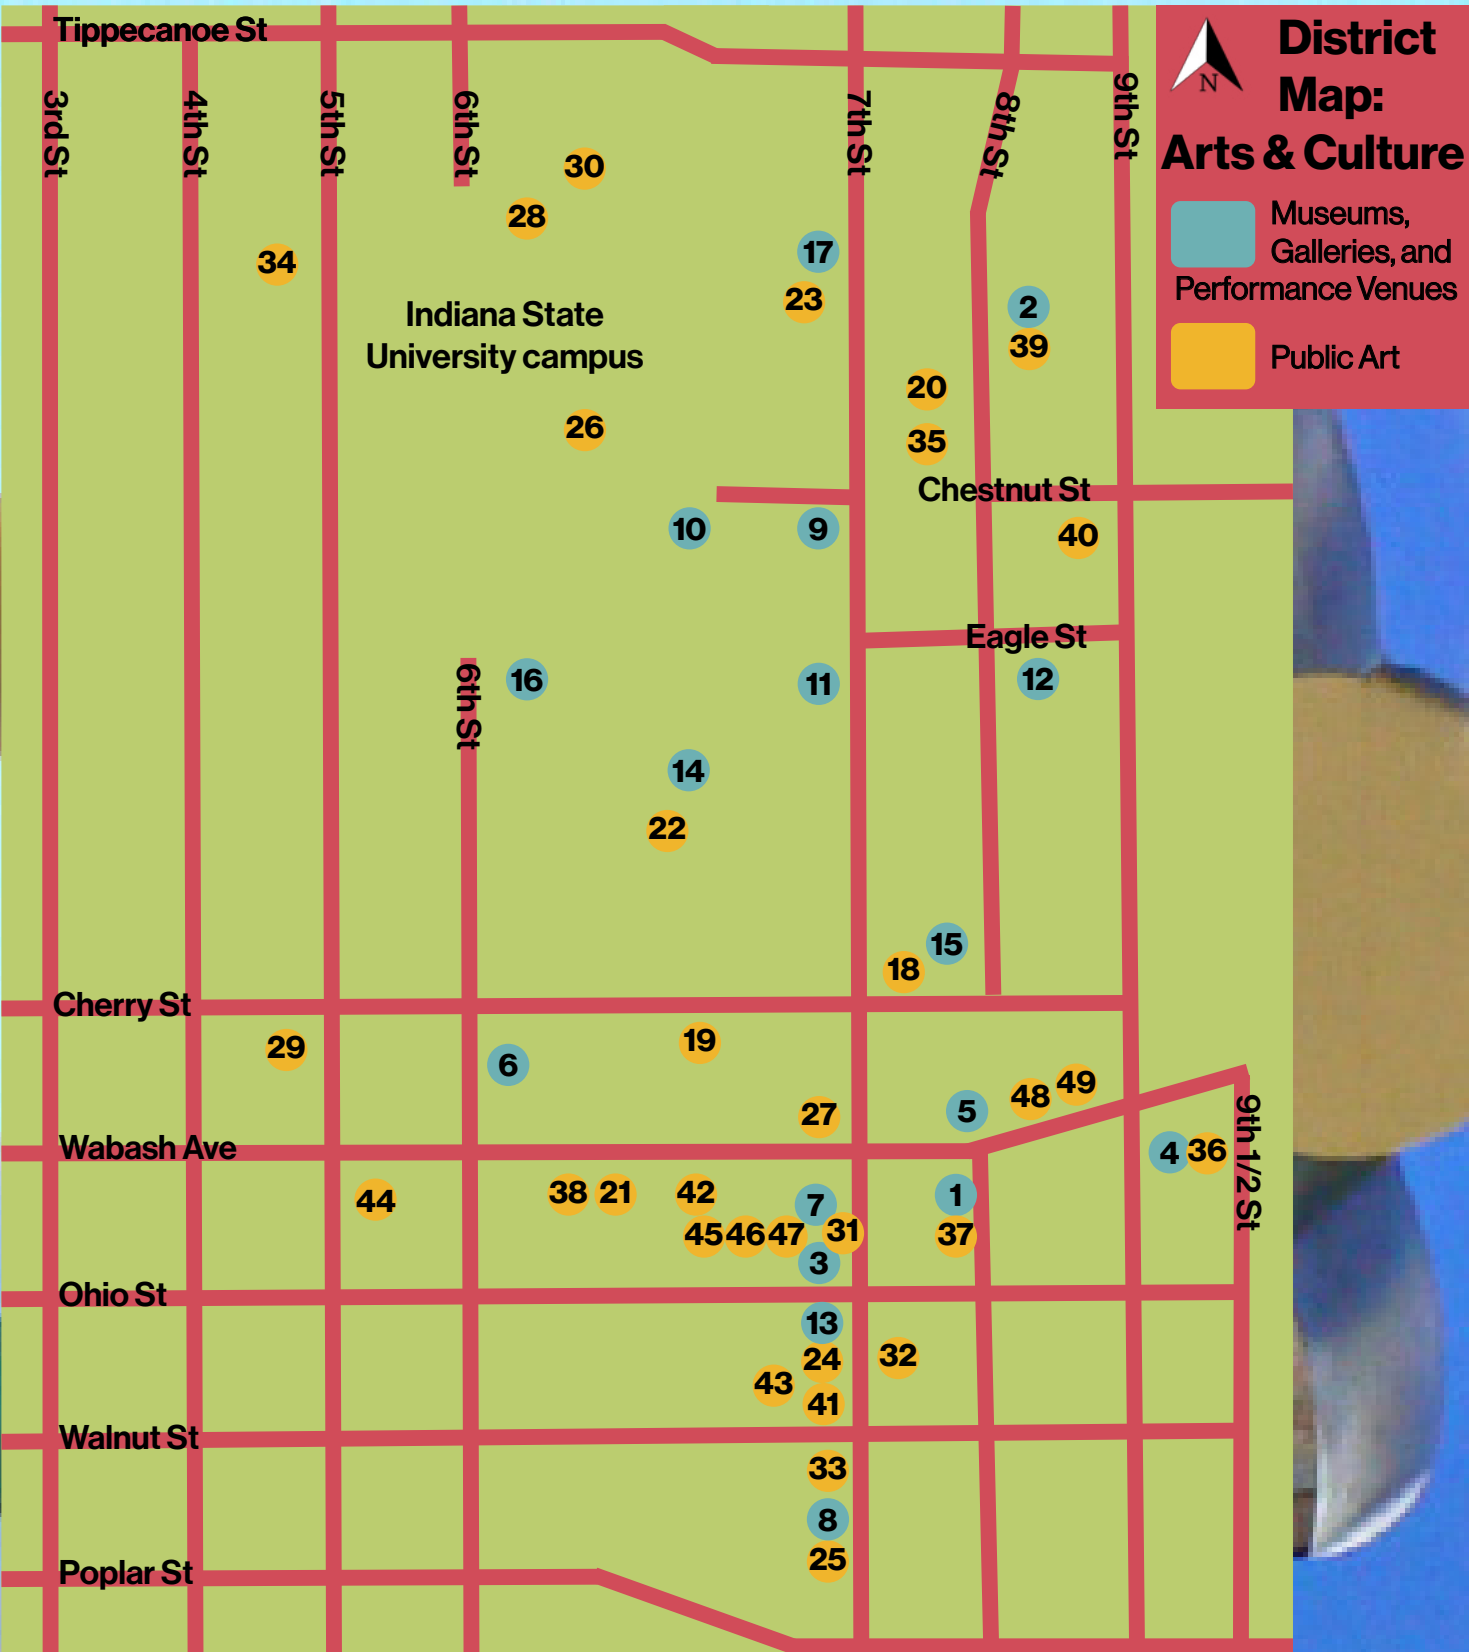 Tippecanoe St
District
Map:
Arts & Culture
N
3rd St
4th St
5th St
6th St
7th St
8th St
9th St
Museums,
Galleries, and
Performance Venues
Public Art
30
28
34
17
23
2
39
Indiana State
University campus
20
26
35
Chestnut St
10
9
40
Eagle St
6th St
16
11
12
14
22
15
18
Cherry St
29
19
6
27
5
48
49
Wabash Ave
4
36
9th 1/2 St
44
38
21
42
7
1
45
46
47
31
37
3
Ohio St
13
24
32
43
41
Walnut St
33
8
25
Poplar St